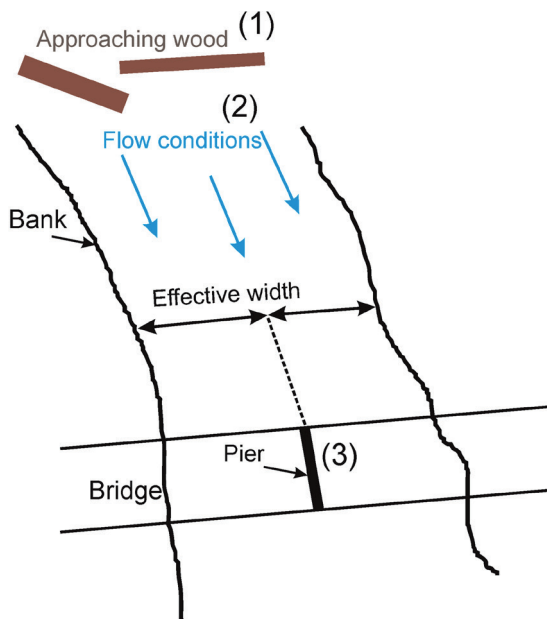 Approaching wood (1)
(2)
Flow conditions
Bank
Effective width
Pier (3)
Bridge